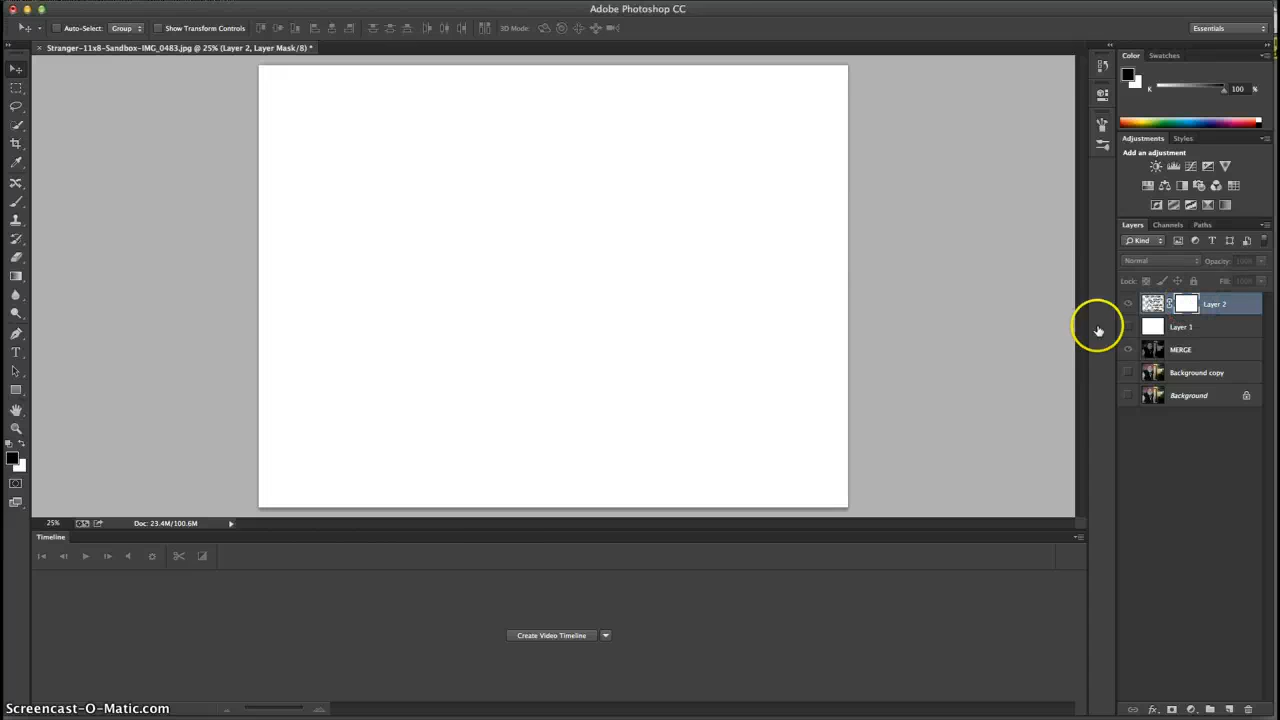 Adobe Photoshop CC
Auto-Select: Group Show Transform Controls 3D Mode: Essentials
× Stranger-11x8-Sandbox-IMG_0483.jpg @ 25% (Layer 2, Layer Mask/8) *
Color Swatches
K 100 %
Adjustments Styles
Add an adjustment
Layers Channels Paths
Kind
Normal Opacity: 100%
Lock: Fill: 100%
Layer 2
Layer 1
MERGE
Background copy
Background
25% Doc: 23.4M/100.6M
Timeline
Create Video Timeline
Screencast-O-Matic.com